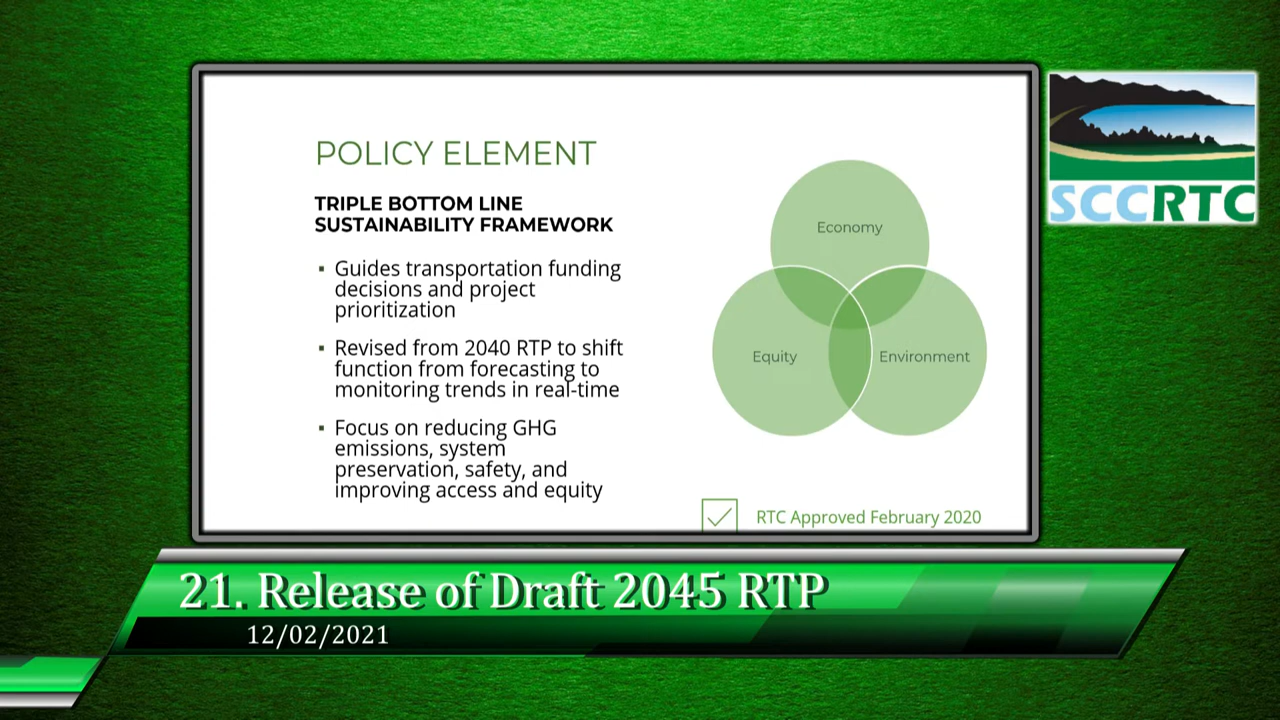 POLICY ELEMENT
TRIPLE BOTTOM LINE
SUSTAINABILITY FRAMEWORK
▪ Guides transportation funding
decisions and project
prioritization
▪ Revised from 2040 RTP to shift
function from forecasting to
monitoring trends in real-time
▪ Focus on reducing GHG
emissions, system
preservation, safety, and
improving access and equity
Economy
Equity
Environment
RTC Approved February 2020
SCCRTC
21. Release of Draft 2045 RTP
12/02/2021